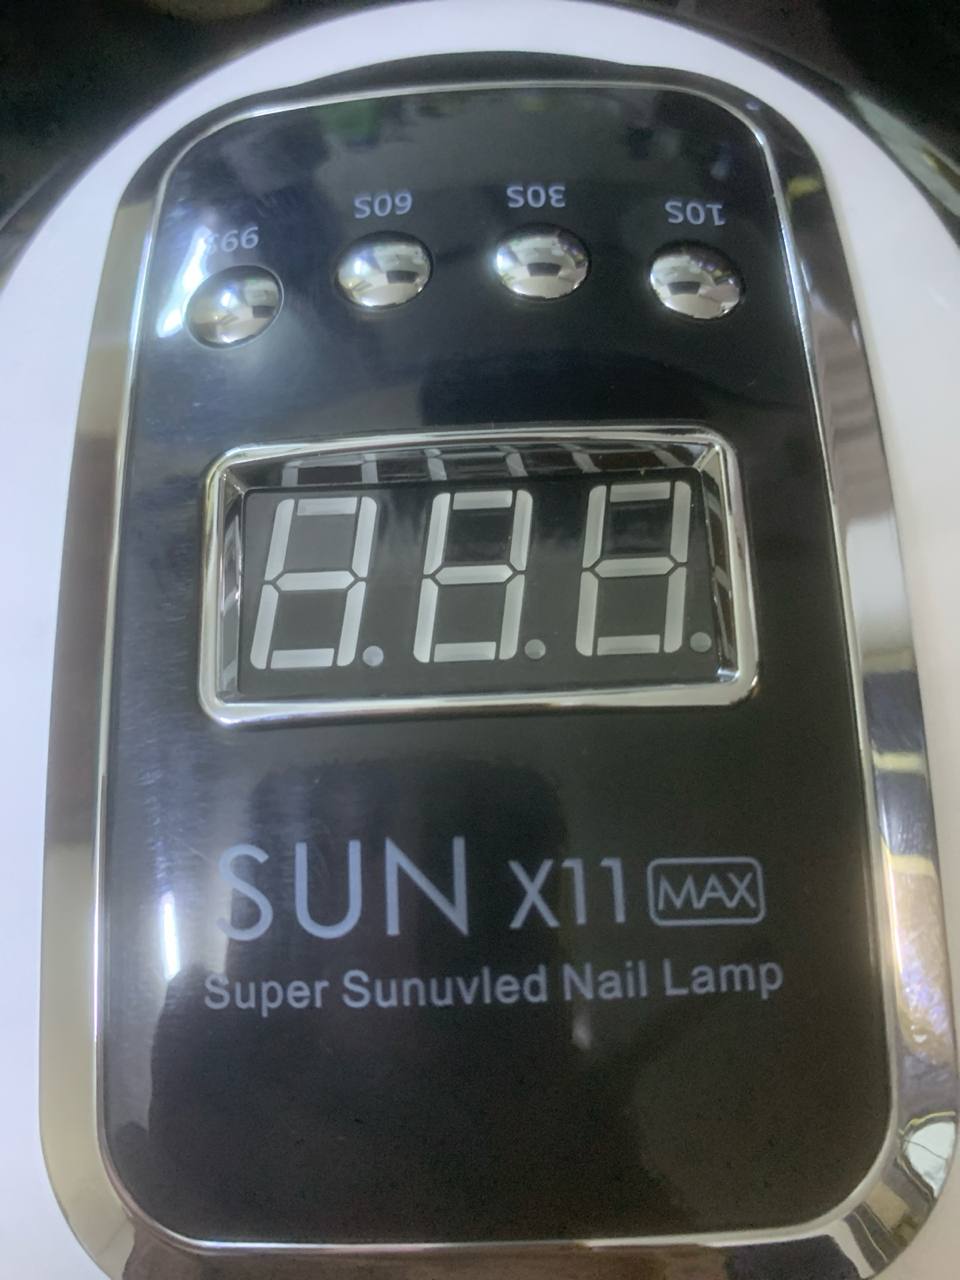 99S 60S 30S 10S
SUN X11 MAX
Super Sunuvled Nail Lamp